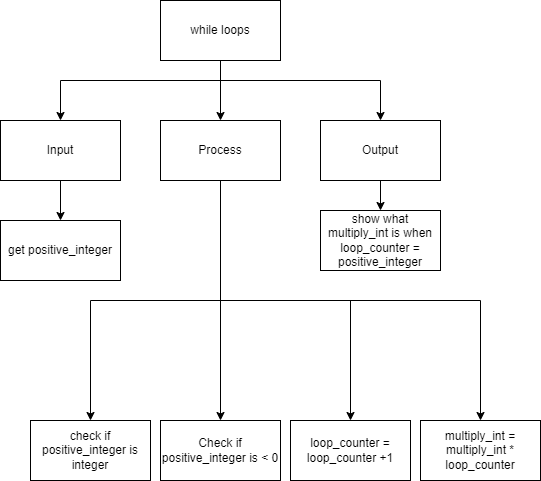 while loops
Input
Process
Output
get positive_integer
show what
multiply_int is when
loop_counter =
positive_integer
check if
positive_integer is
integer
Check if
positive_integer is < 0
loop_counter =
loop_counter +1
multiply_int =
multiply_int *
loop_counter